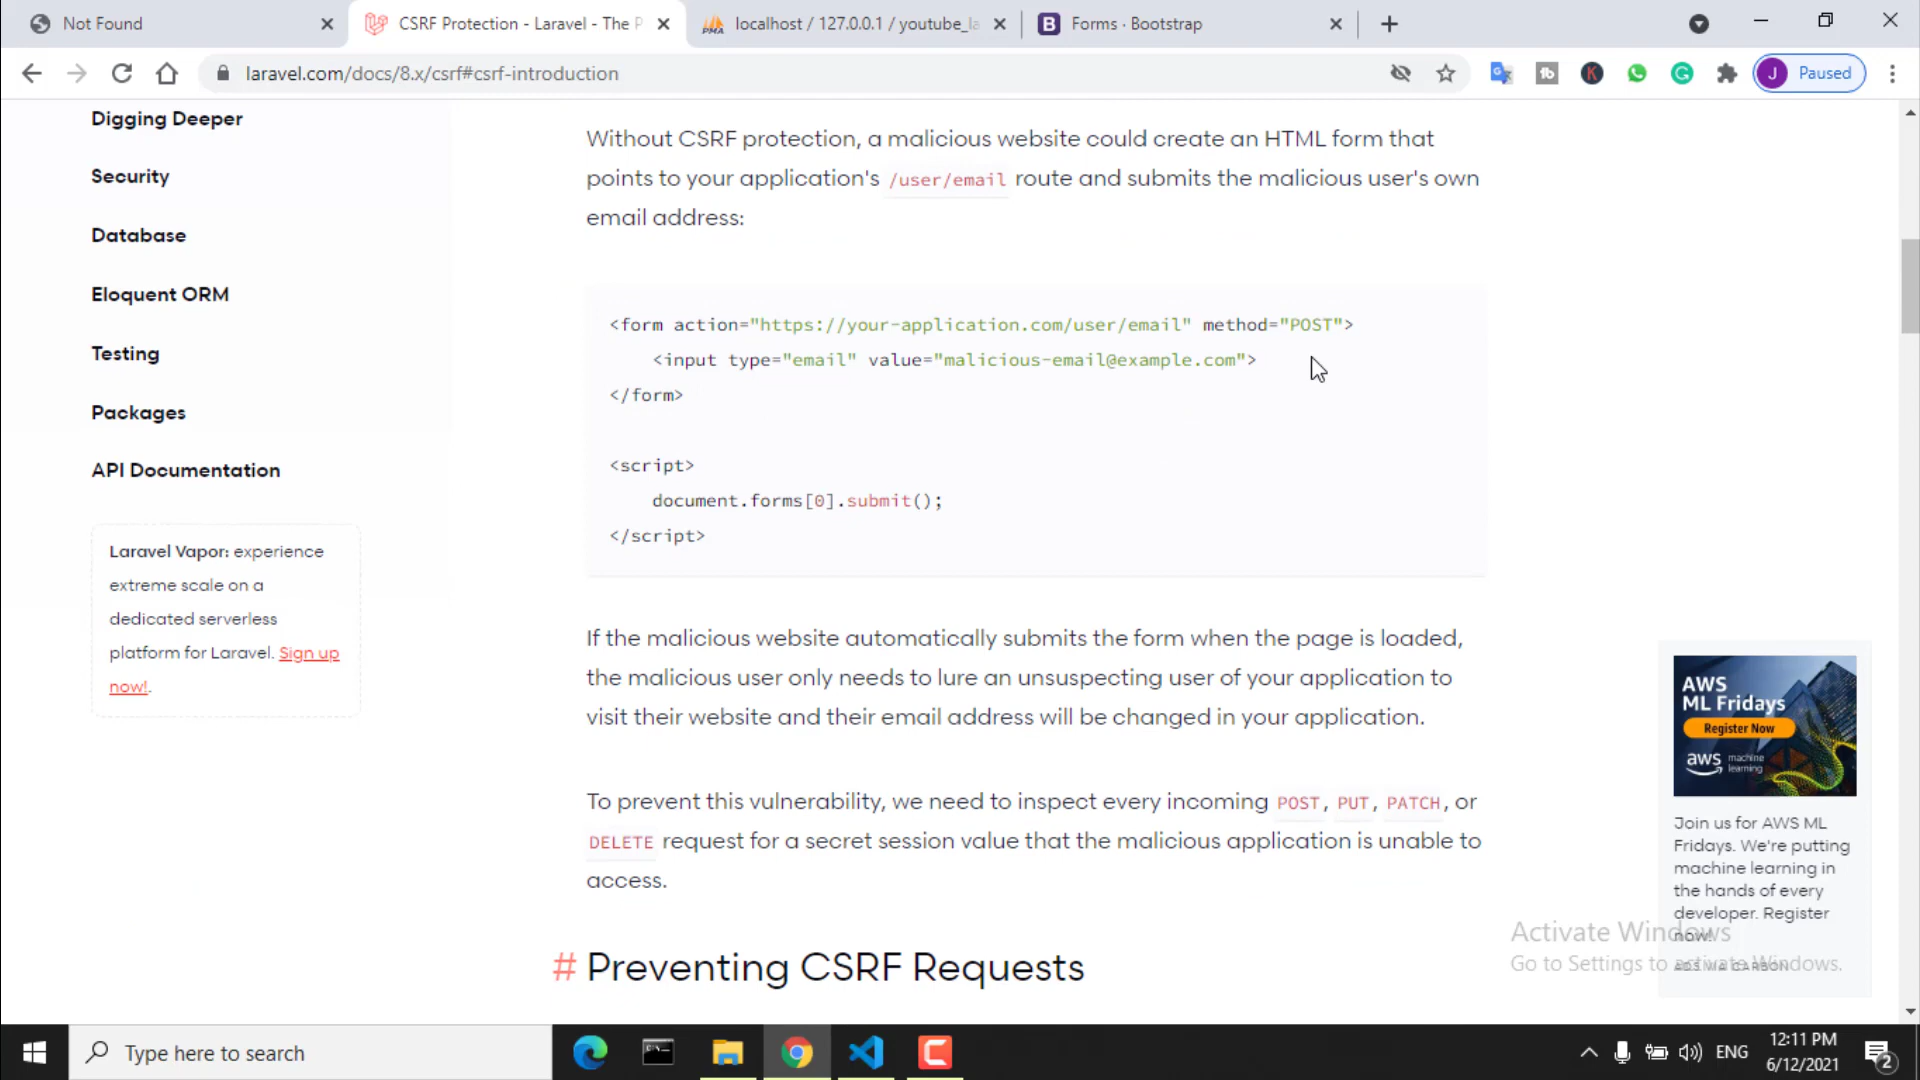 Not Found
CSRF Protection - Laravel - The P
localhost / 127.0.0.1 / youtube_la
B Forms · Bootstrap
laravel.com/docs/8.x/csrf#csrf-introduction
J Paused
Digging Deeper
Security
Database
Eloquent ORM
Testing
Packages
API Documentation
Laravel Vapor: experience
extreme scale on a
dedicated serverless
platform for Laravel. Sign up
now!.
Without CSRF protection, a malicious website could create an HTML form that
points to your application's /user/email route and submits the malicious user's own
email address:
<form action="https://your-application.com/user/email" method="POST">
<input type="email" value="malicious-email@example.com">
</form>
<script>
document.forms[0].submit();
</script>
If the malicious website automatically submits the form when the page is loaded,
the malicious user only needs to lure an unsuspecting user of your application to
visit their website and their email address will be changed in your application.
To prevent this vulnerability, we need to inspect every incoming POST, PUT, PATCH, or
DELETE request for a secret session value that the malicious application is unable to
access.
# Preventing CSRF Requests
AWS
ML Fridays
Register Now
aws machine
learning
Join us for AWS ML
Fridays. We're putting
machine learning in
the hands of every
developer. Register
now!
ADS VIA CARBON
Activate Windows
Go to Settings to activate Windows.
Type here to search
ENG
12:11 PM
6/12/2021
2